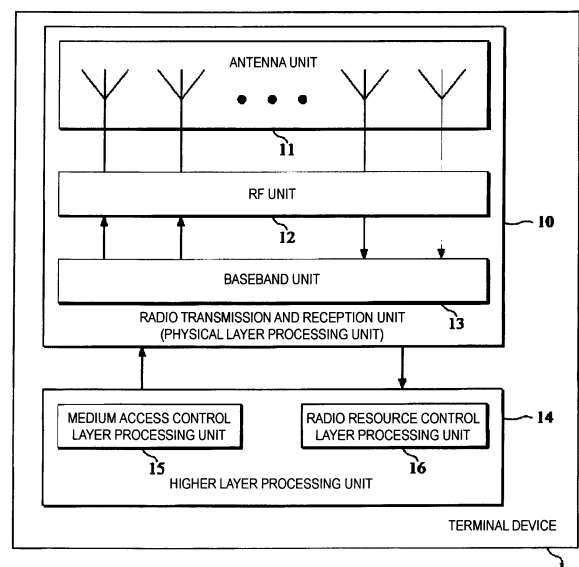 ANTENNA UNIT
11
RF UNIT
12
10
BASEBAND UNIT
13
RADIO TRANSMISSION AND RECEPTION UNIT
(PHYSICAL LAYER PROCESSING UNIT)
MEDIUM ACCESS CONTROL
LAYER PROCESSING UNIT
15
RADIO RESOURCE CONTROL
LAYER PROCESSING UNIT
16
14
HIGHER LAYER PROCESSING UNIT
TERMINAL DEVICE